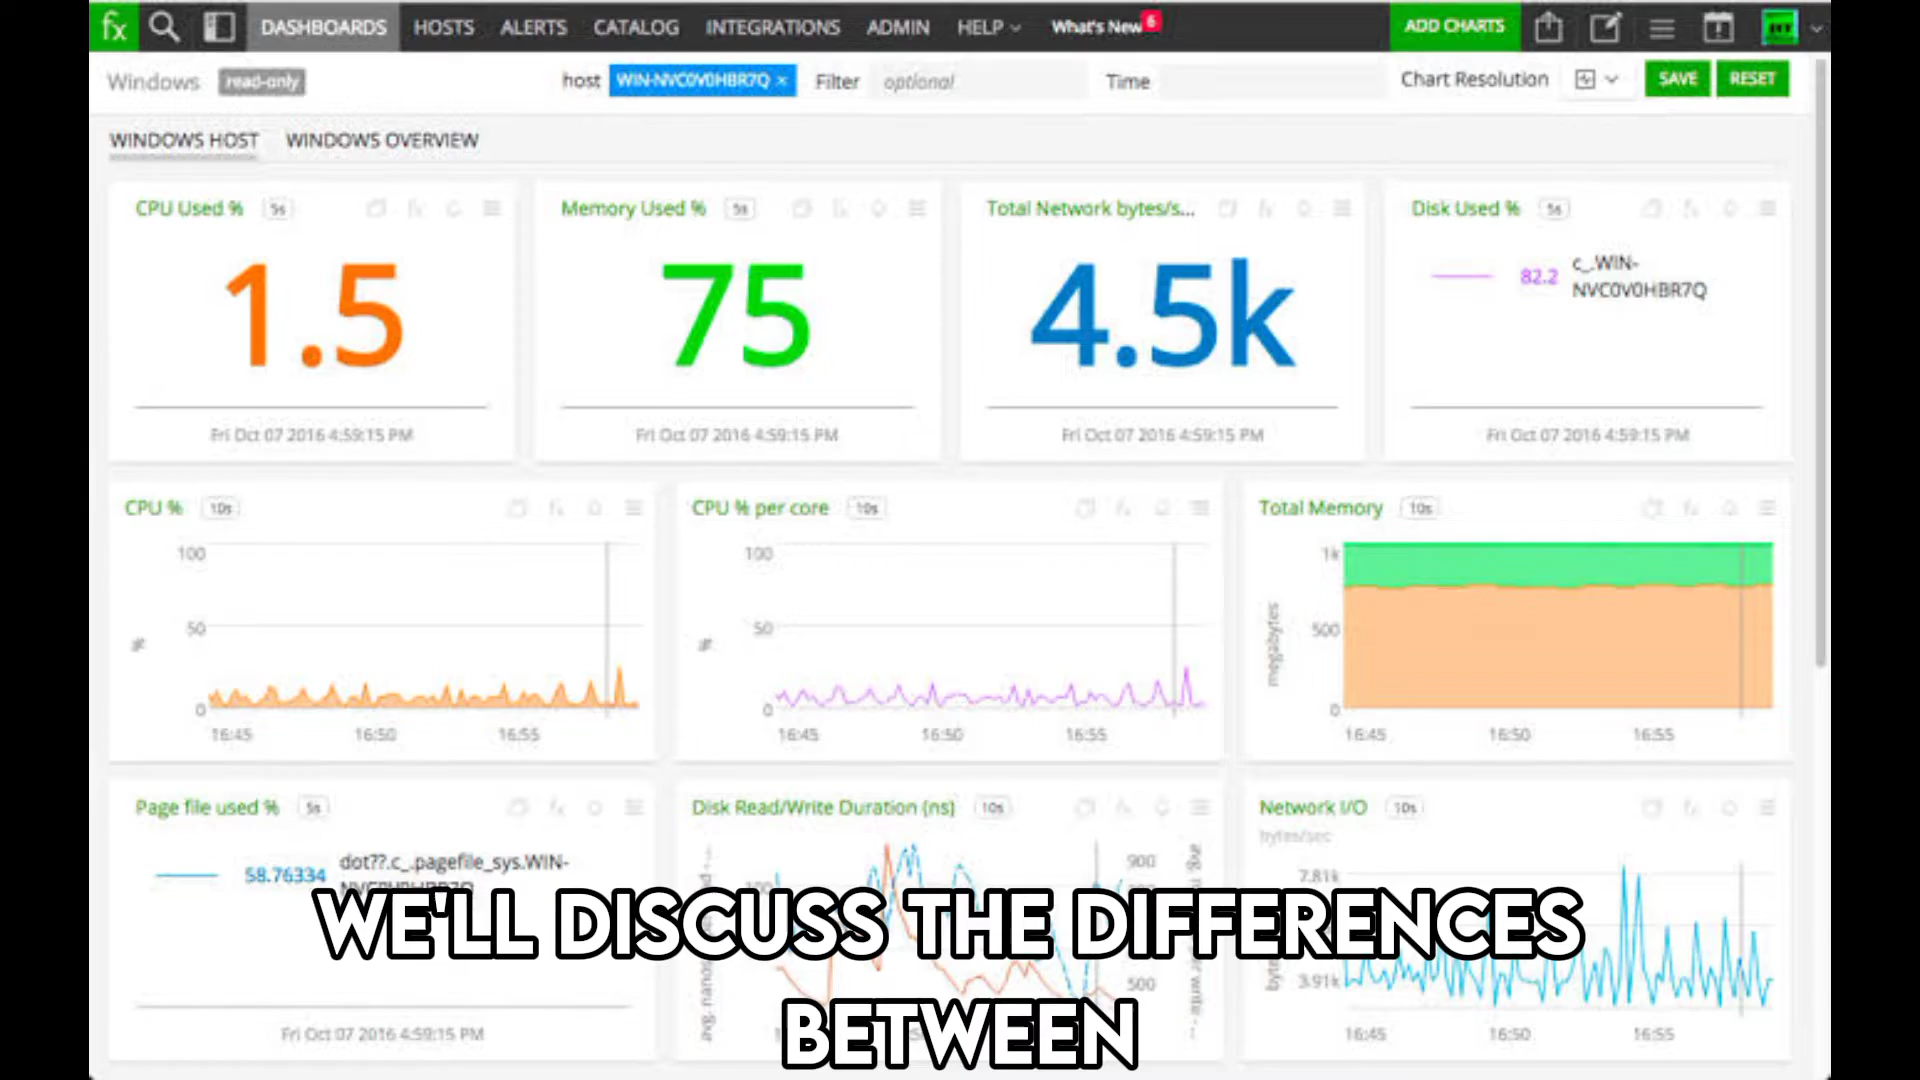 fx DASHBOARDS HOSTS ALERTS CATALOG INTEGRATIONS ADMIN HELP What's New 6 ADD CHARTS
Windows read-only host WIN-NVC0V0HBR7Q × Filter optional Time Chart Resolution SAVE RESET
WINDOWS HOST WINDOWS OVERVIEW
CPU Used % 5s Memory Used % 5s Total Network bytes/s... Disk Used % 5s
1.5 75 4.5k 82.2 c_.WIN-
NVC0V0HBR7Q
Fri Oct 07 2016 4:59:15 PM Fri Oct 07 2016 4:59:15 PM Fri Oct 07 2016 4:59:15 PM Fri Oct 07 2016 4:59:15 PM
CPU % 10s CPU % per core 10s Total Memory 10s
100 100 1k
50 50 500
% % megabytes
0 0 0
16:45 16:50 16:55 16:45 16:50 16:55 16:45 16:50 16:55
Page file used % 5s Disk Read/Write Duration (ns) 10s Network I/O 10s
bytes/sec
58.76334 dot??.c_.pagefile_sys.WIN-
900 7.81k
500 3.91k
WE'LL DISCUSS THE DIFFERENCES
BETWEEN
Fri Oct 07 2016 4:59:15 PM 16:45 16:50 16:55